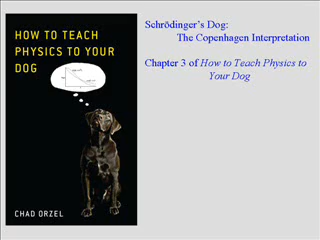 HOW TO TEACH
PHYSICS TO YOUR
DOG
CHAD ORZEL
Schrödinger's Dog:
The Copenhagen Interpretation
Chapter 3 of How to Teach Physics to
Your Dog